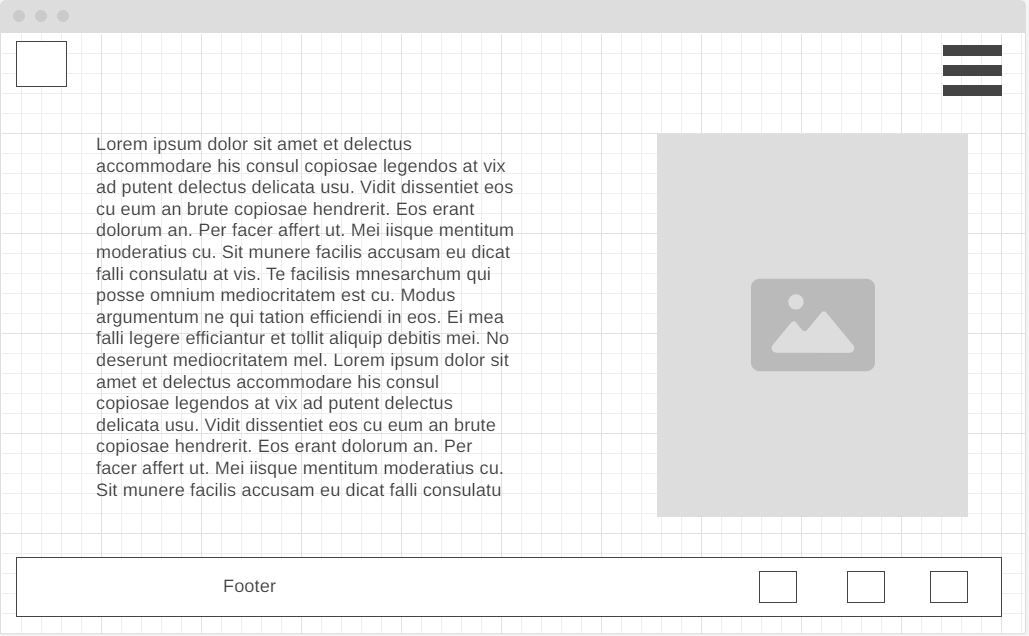 Lorem ipsum dolor sit amet et delectus
accommodare his consul copiosae legendos at vix
ad putent delectus delicata usu. Vidit dissentiet eos
cu eum an brute copiosae hendrerit. Eos erant
dolorum an. Per facer affert ut. Mei iisque mentitum
moderatius cu. Sit munere facilis accusam eu dicat
falli consulatu at vis. Te facilisis mnesarchum qui
posse omnium mediocritatem est cu. Modus
argumentum ne qui tation efficiendi in eos. Ei mea
falli legere efficiantur et tollit aliquip debitis mei. No
deserunt mediocritatem mel. Lorem ipsum dolor sit
amet et delectus accommodare his consul
copiosae legendos at vix ad putent delectus
delicata usu. Vidit dissentiet eos cu eum an brute
copiosae hendrerit. Eos erant dolorum an. Per
facer affert ut. Mei iisque mentitum moderatius cu.
Sit munere facilis accusam eu dicat falli consulatu
Footer